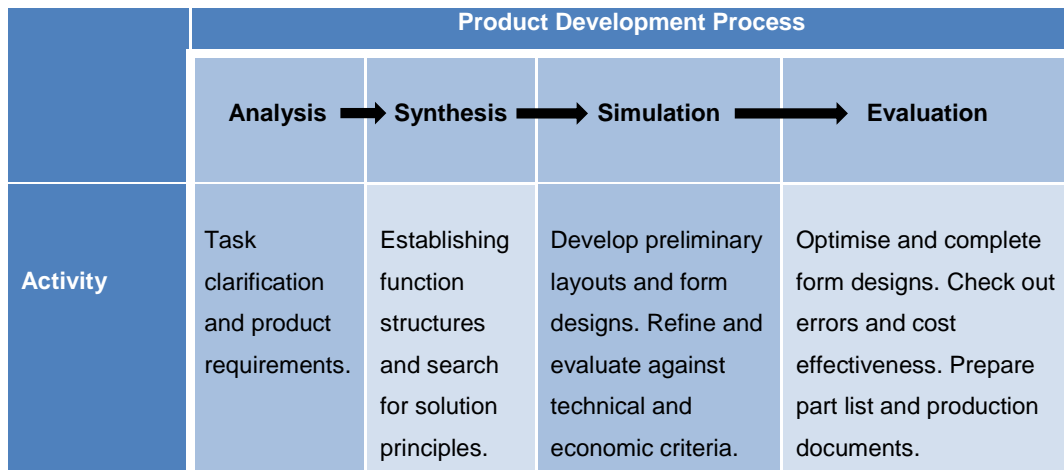 Product Development Process
Analysis Synthesis Simulation Evaluation
Activity
Task
clarification
and product
requirements.
Establishing
function
structures
and search
for solution
principles.
Develop preliminary
layouts and form
designs. Refine and
evaluate against
technical and
economic criteria.
Optimise and complete
form designs. Check out
errors and cost
effectiveness. Prepare
part list and production
documents.